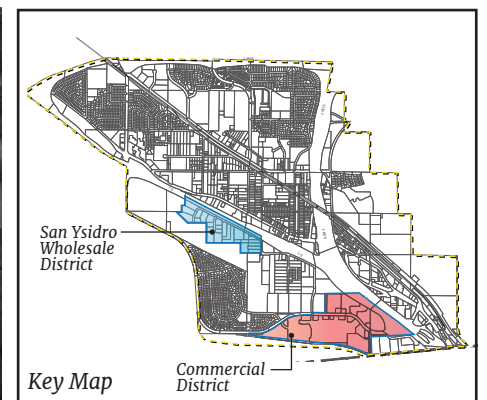 San Ysidro
Wholesale
District
Commercial
District
Key Map